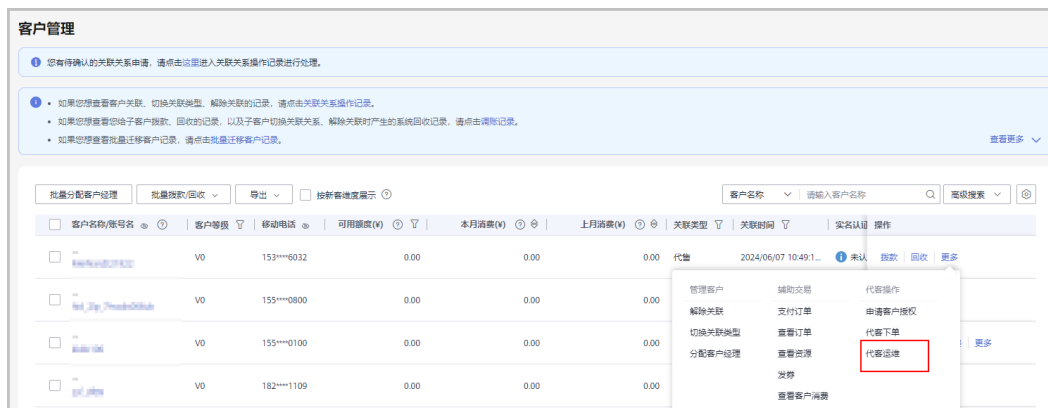 客户管理
您有待确认的关联关系申请，请点击这里进入关联关系操作记录进行处理。
• 如果您想查看客户关联、切换关联类型、解除关联的记录，请点击关联关系操作记录。
• 如果您想查看您给子客户拨款、回收的记录，以及子客户切换关联关系、解除关联时产生的系统回收记录，请点击调账记录。
• 如果您想查看批量迁移客户记录，请点击批量迁移客户记录。
查看更多
批量分配客户经理 批量拨款/回收 导出 按新客维度展示 客户名称 请输入客户名称 高级搜索
客户名称/账号名 客户等级 移动电话 可用额度(¥) 本月消费(¥) 上月消费(¥) 关联类型 关联时间 实名认证 操作
--
V0 153****6032 0.00 0.00 0.00 代售 2024/06/07 10:49:1... 未认 拨款 回收 更多
管理客户 辅助交易 代客操作
--
V0 155****0800 0.00 0.00 0.00
解除关联 支付订单 申请客户授权
切换关联类型 查看订单 代客下单
--
V0 155****0100 0.00 0.00 0.00 更多
分配客户经理 查看资源 代客运维
发券
--
V0 182****1109 0.00 0.00 0.00
查看客户消费